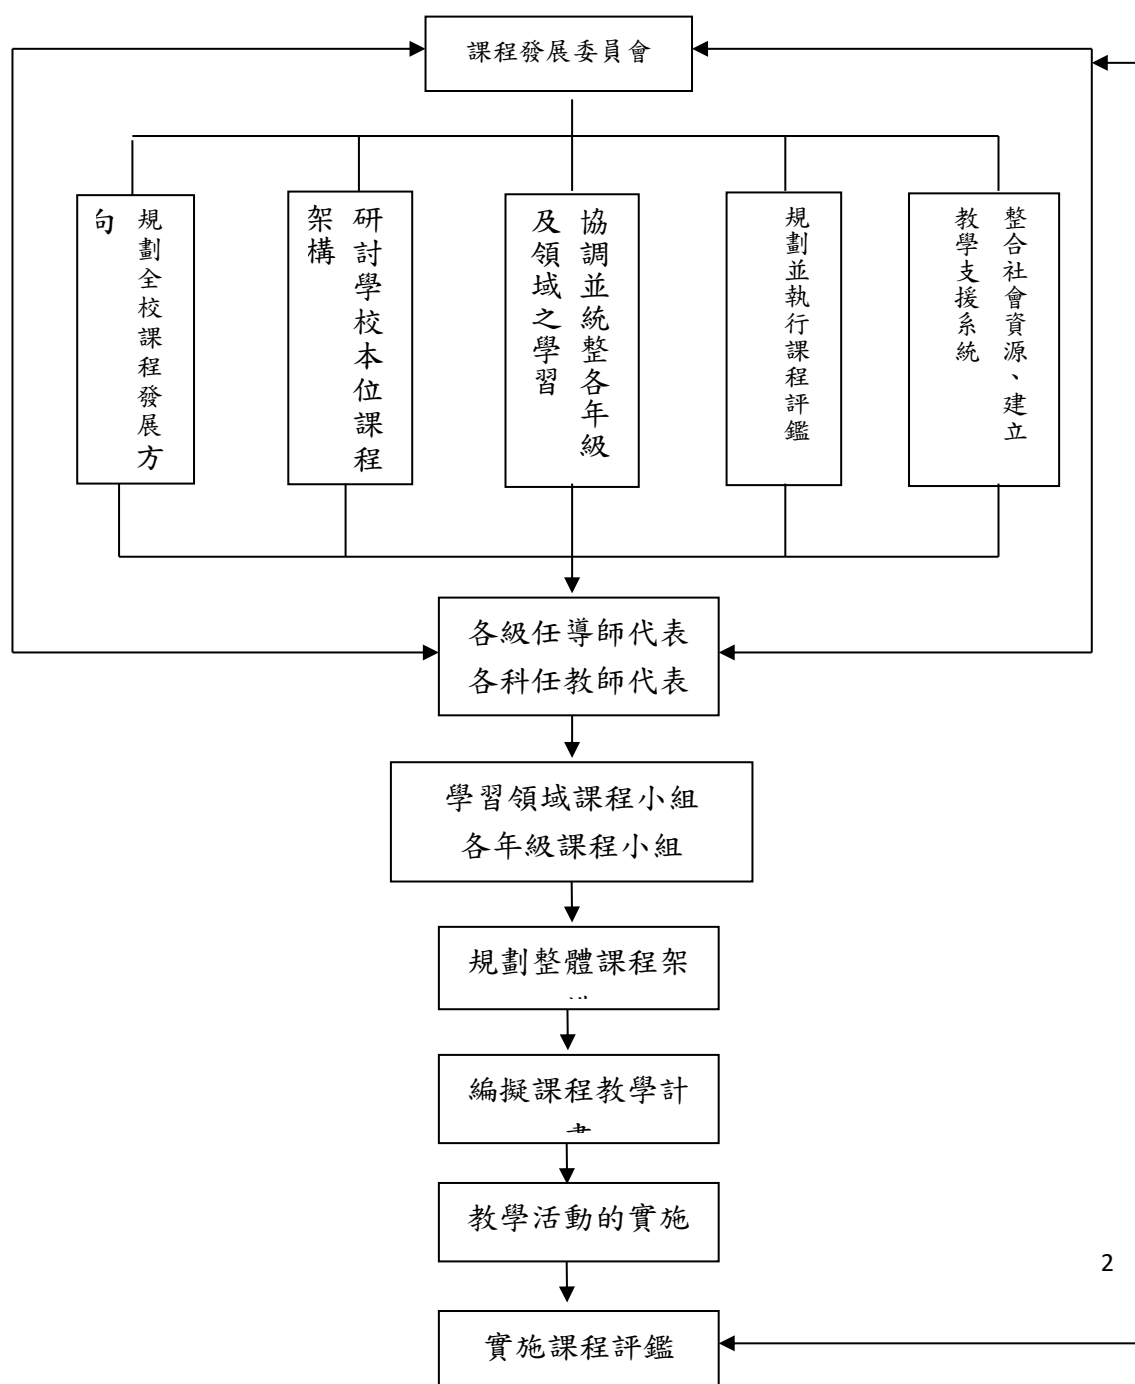 課程發展委員會
規劃全校課程發展方
向
研討學校本位課程
架構
協調並統整各年級
及領域之學習
規劃並執行課程評鑑
整合社會資源、建立
教學支援系統
各級任導師代表
各科任教師代表
學習領域課程小組
各年級課程小組
規劃整體課程架
編擬課程教學計
教學活動的實施
2
實施課程評鑑